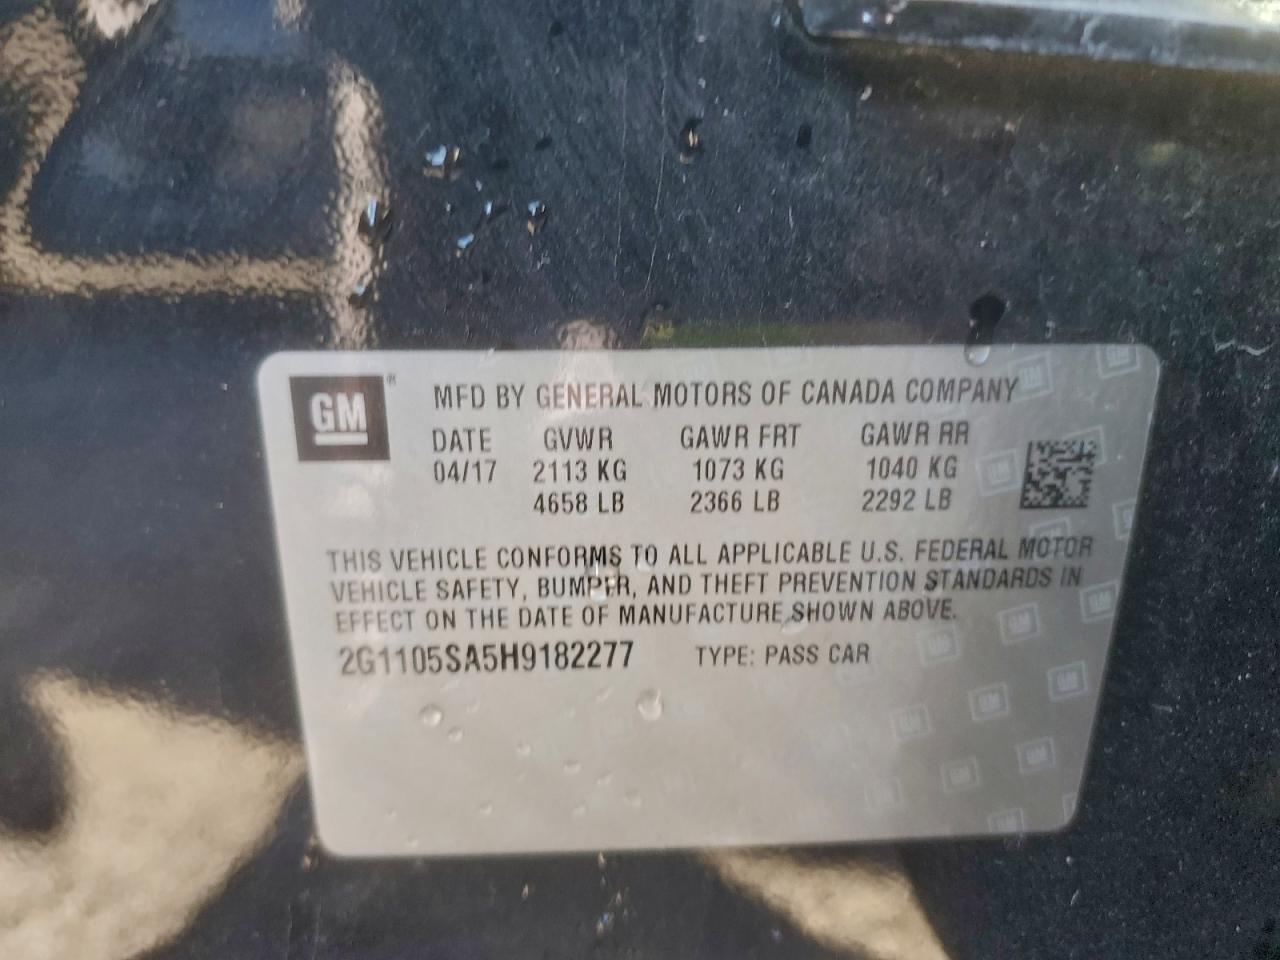 GM®
MFD BY GENERAL MOTORS OF CANADA COMPANY
DATE GVWR GAWR FRT GAWR RR
04/17 2113 KG 1073 KG 1040 KG
4658 LB 2366 LB 2292 LB
THIS VEHICLE CONFORMS TO ALL APPLICABLE U.S. FEDERAL MOTOR
VEHICLE SAFETY, BUMPER, AND THEFT PREVENTION STANDARDS IN
EFFECT ON THE DATE OF MANUFACTURE SHOWN ABOVE.
2G1105SA5H9182277 TYPE: PASS CAR